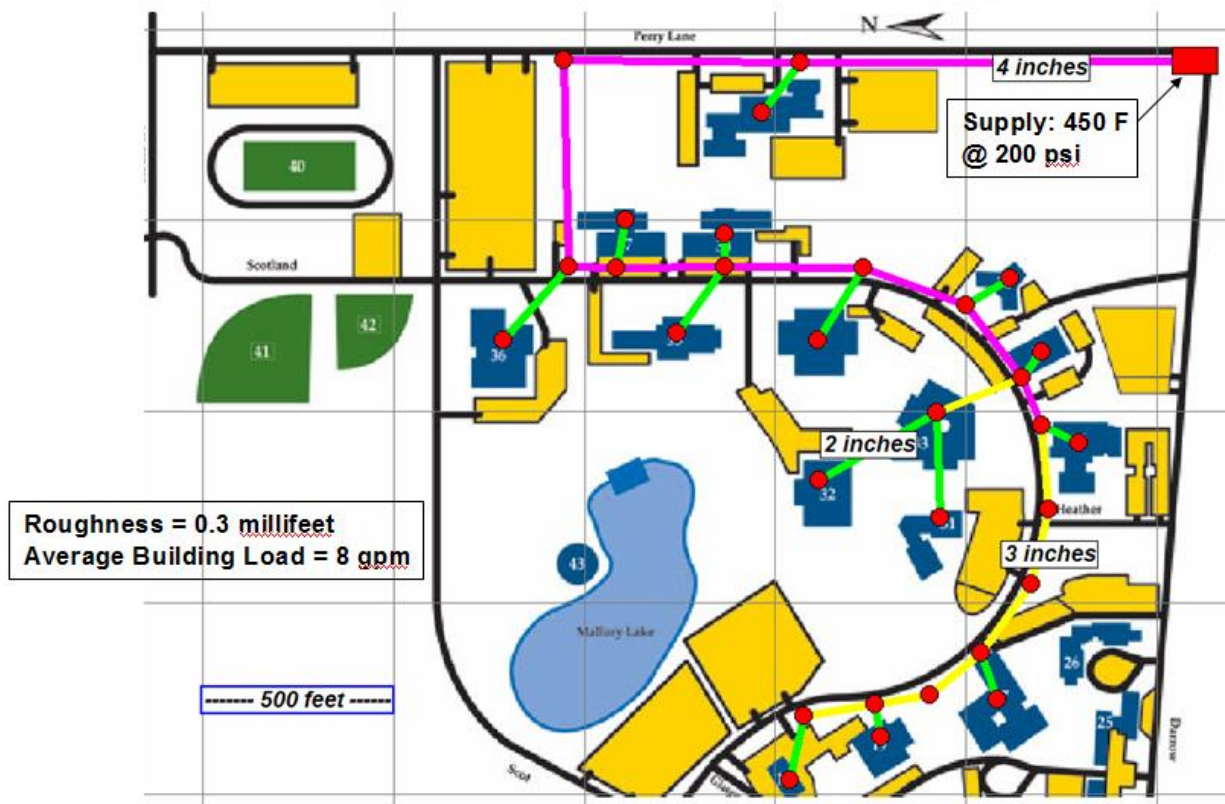 N
Perry Lane
4 inches
Supply: 450 F
@ 200 psi
40
Scotland
42
41
36
2 inches
32
31
Heather
Roughness = 0.3 millifeet
Average Building Load = 8 gpm
3 inches
43
Mallory Lake
26
------- 500 feet ------
25
Darrow
Scot